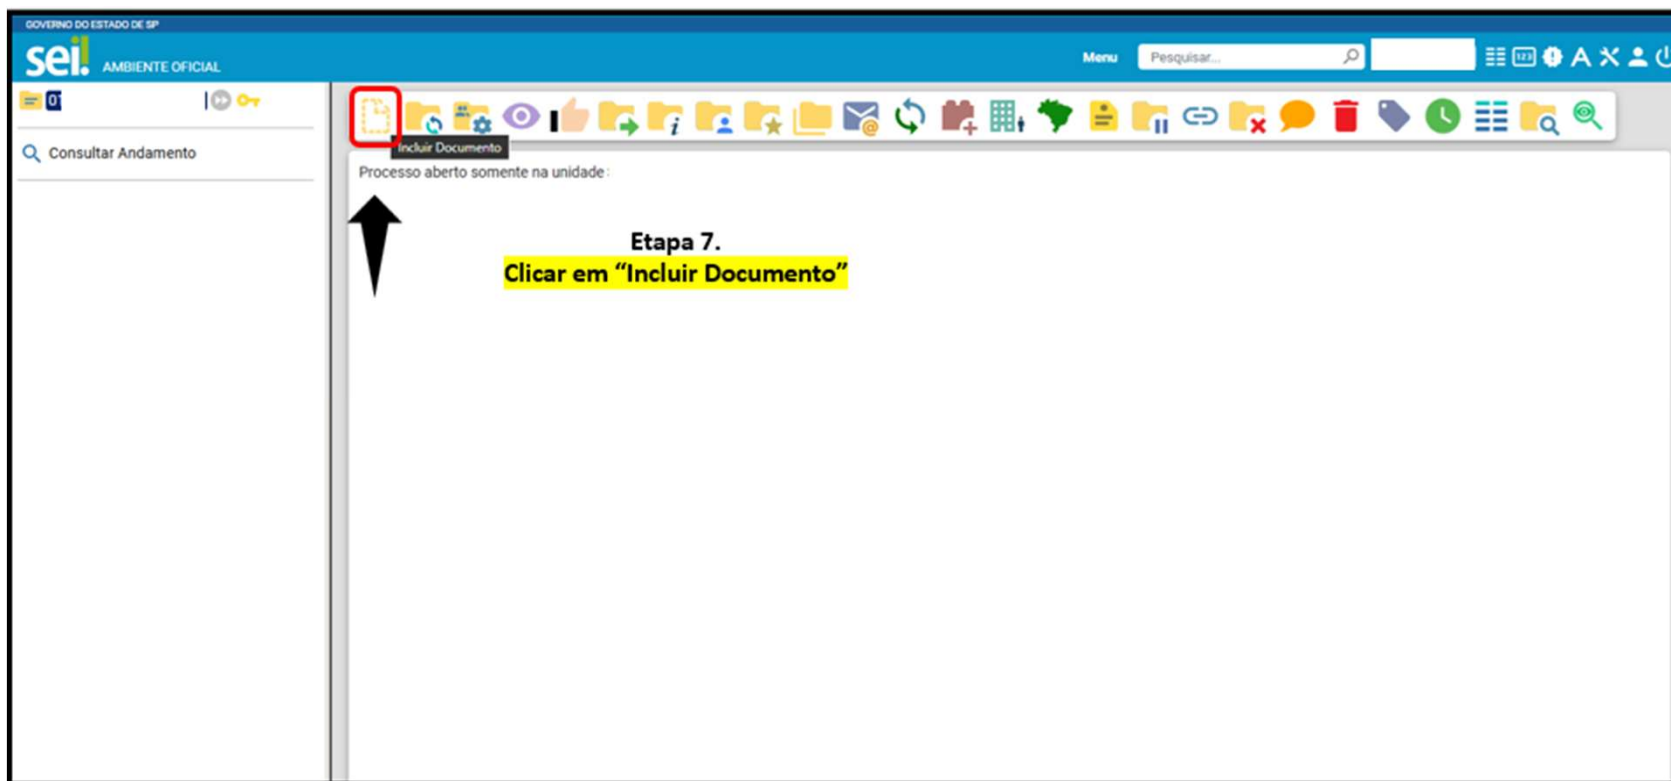 GOVERNO DO ESTADO DE SP
sei! AMBIENTE OFICIAL
Menu
Pesquisar...
123
A
Incluir Documento
Consultar Andamento
Processo aberto somente na unidade:
Etapa 7.
Clicar em “Incluir Documento”